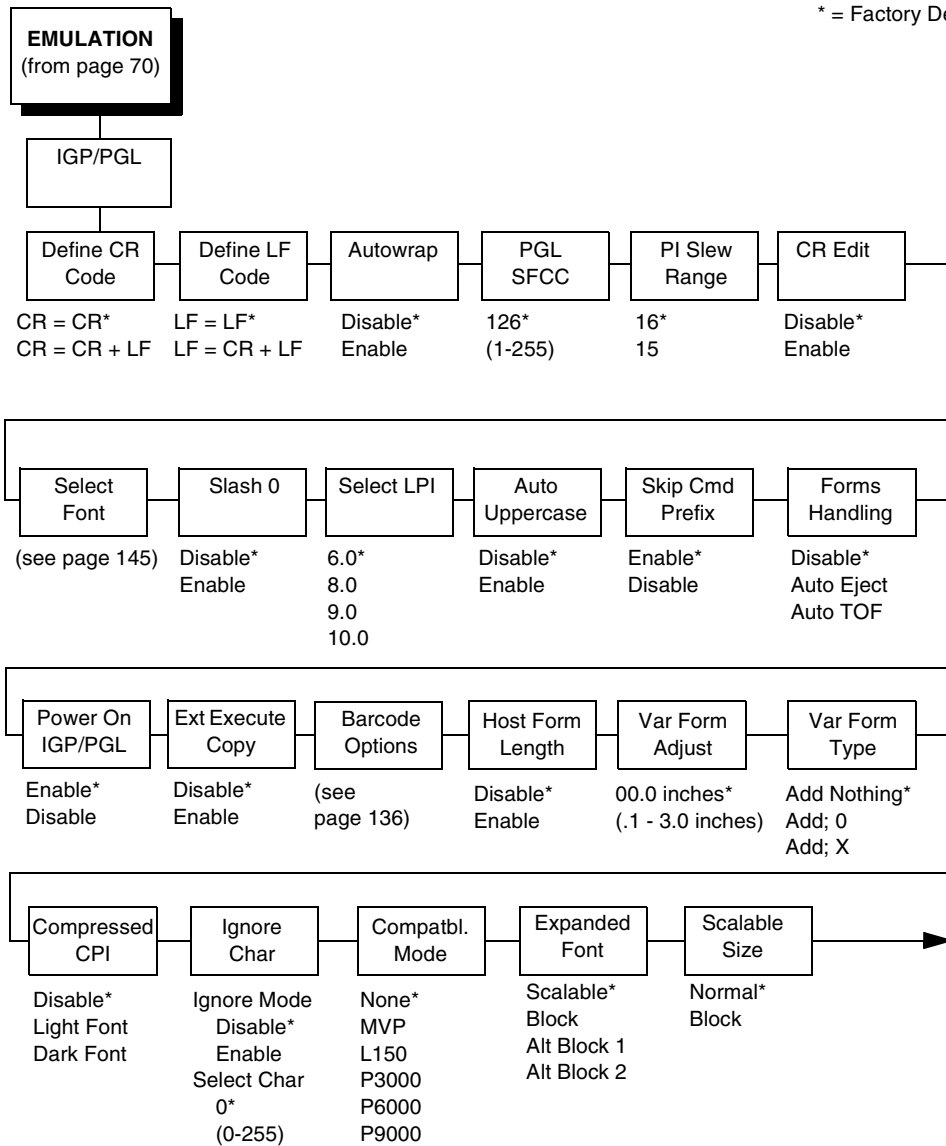 * = Factory De
EMULATION
(from page 70)
IGP/PGL
Define CR
Code
CR = CR*
CR = CR + LF
Define LF
Code
LF = LF*
LF = CR + LF
Autowrap
Disable*
Enable
PGL
SFCC
126*
(1-255)
PI Slew
Range
16*
15
CR Edit
Disable*
Enable
Select
Font
(see page 145)
Slash 0
Disable*
Enable
Select LPI
6.0*
8.0
9.0
10.0
Auto
Uppercase
Disable*
Enable
Skip Cmd
Prefix
Enable*
Disable
Forms
Handling
Disable*
Auto Eject
Auto TOF
Power On
IGP/PGL
Enable*
Disable
Ext Execute
Copy
Disable*
Enable
Barcode
Options
(see
page 136)
Host Form
Length
Disable*
Enable
Var Form
Adjust
00.0 inches*
(.1 - 3.0 inches)
Var Form
Type
Add Nothing*
Add; 0
Add; X
Compressed
CPI
Disable*
Light Font
Dark Font
Ignore
Char
Ignore Mode
Disable*
Enable
Select Char
0*
(0-255)
Compatbl.
Mode
None*
MVP
L150
P3000
P6000
P9000
Expanded
Font
Scalable*
Block
Alt Block 1
Alt Block 2
Scalable
Size
Normal*
Block